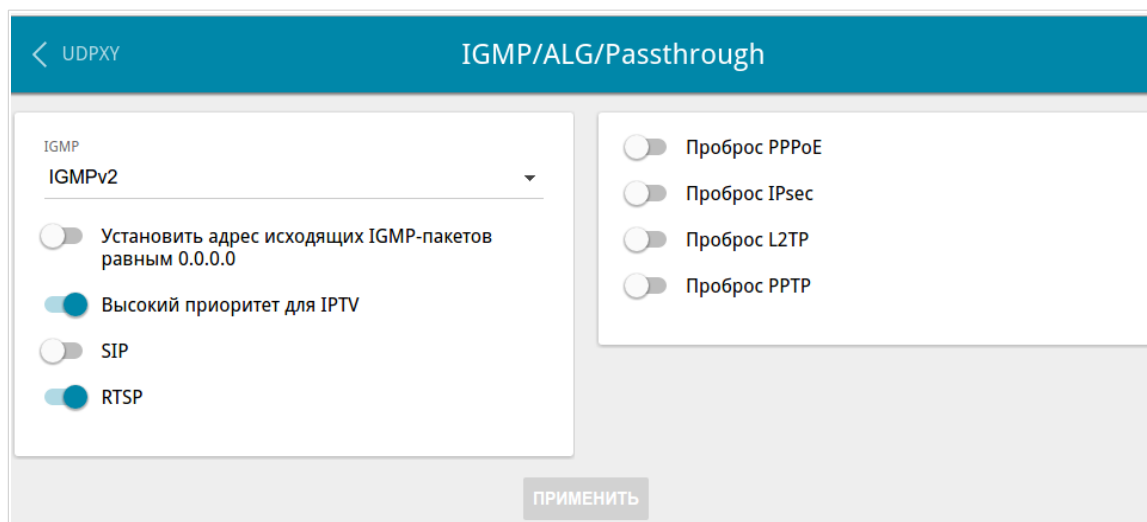 UDPXY
IGMP/ALG/Passthrough
IGMP
IGMPv2
Установить адрес исходящих IGMP-пакетов
равным 0.0.0.0
Высокий приоритет для IPTV
SIP
RTSP
Проброс PPPoE
Проброс IPsec
Проброс L2TP
Проброс PPTP
ПРИМЕНИТЬ